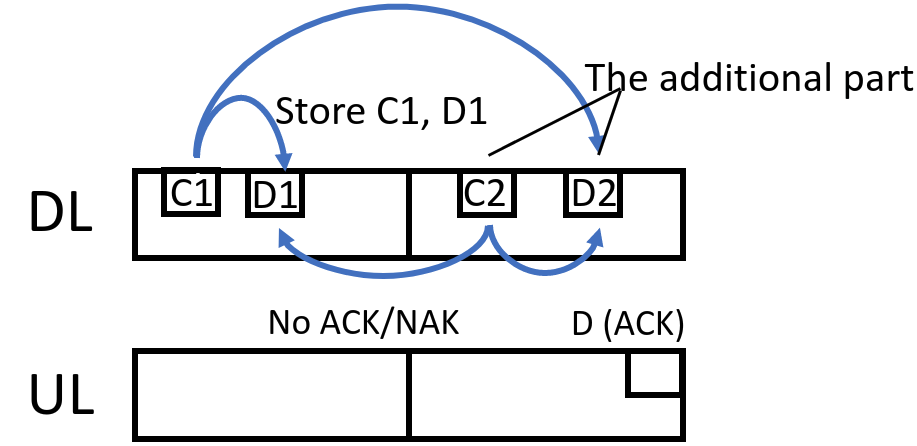 The additional part
Store C1, D1
DL
C1
D1
C2
D2
No ACK/NAK
D (ACK)
UL